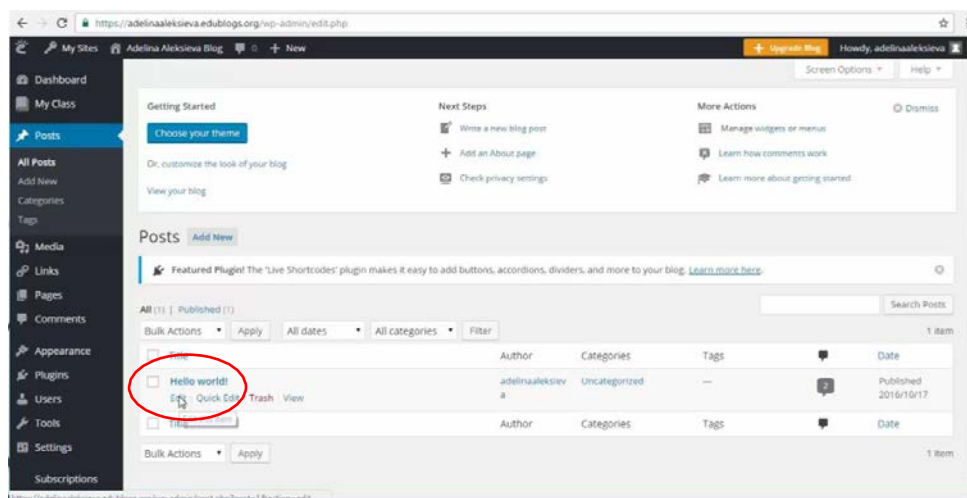 https://adelinaaleksieva.edublogs.org/wp-admin/edit.php
My Sites Adelina Aleksieva Blog 0 + New Upgrade Blog Howdy, adelinaaleksieva
Screen Options Help
Dashboard
My Class
Posts
All Posts
Add New
Categories
Tags
Media
Links
Pages
Comments
Appearance
Plugins
Users
Tools
Settings
Subscriptions
Getting Started
Choose your theme
Or, customize the look of your blog
View your blog
Next Steps
Write a new blog post
Add an About page
Check privacy settings
More Actions
Manage widgets or menus
Learn how comments work
Learn more about getting started
Dismiss
Posts Add New
Featured Plugin! The 'Live Shortcodes' plugin makes it easy to add buttons, accordions, dividers, and more to your blog. Learn more here.
All (1) | Published (1)
Search Posts
Bulk Actions Apply All dates All categories Filter 1 item
Title Author Categories Tags Date
Hello world! adelinaaleksiev Uncategorized — 2 Published
Edit Quick Edit Trash View a 2016/10/17
Title Author Categories Tags Date
Bulk Actions Apply 1 item